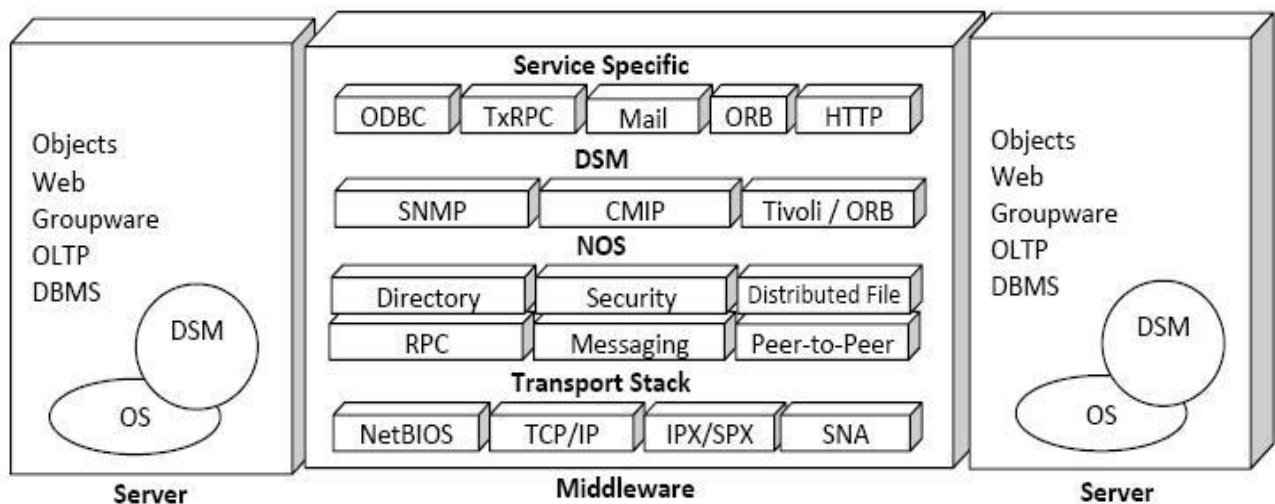 Objects
Web
Groupware
OLTP
DBMS
DSM
OS
Server
Service Specific
ODBC TxRPC Mail ORB HTTP
DSM
SNMP CMIP Tivoli / ORB
NOS
Directory Security Distributed File
RPC Messaging Peer-to-Peer
Transport Stack
NetBIOS TCP/IP IPX/SPX SNA
Middleware
Objects
Web
Groupware
OLTP
DBMS
DSM
OS
Server